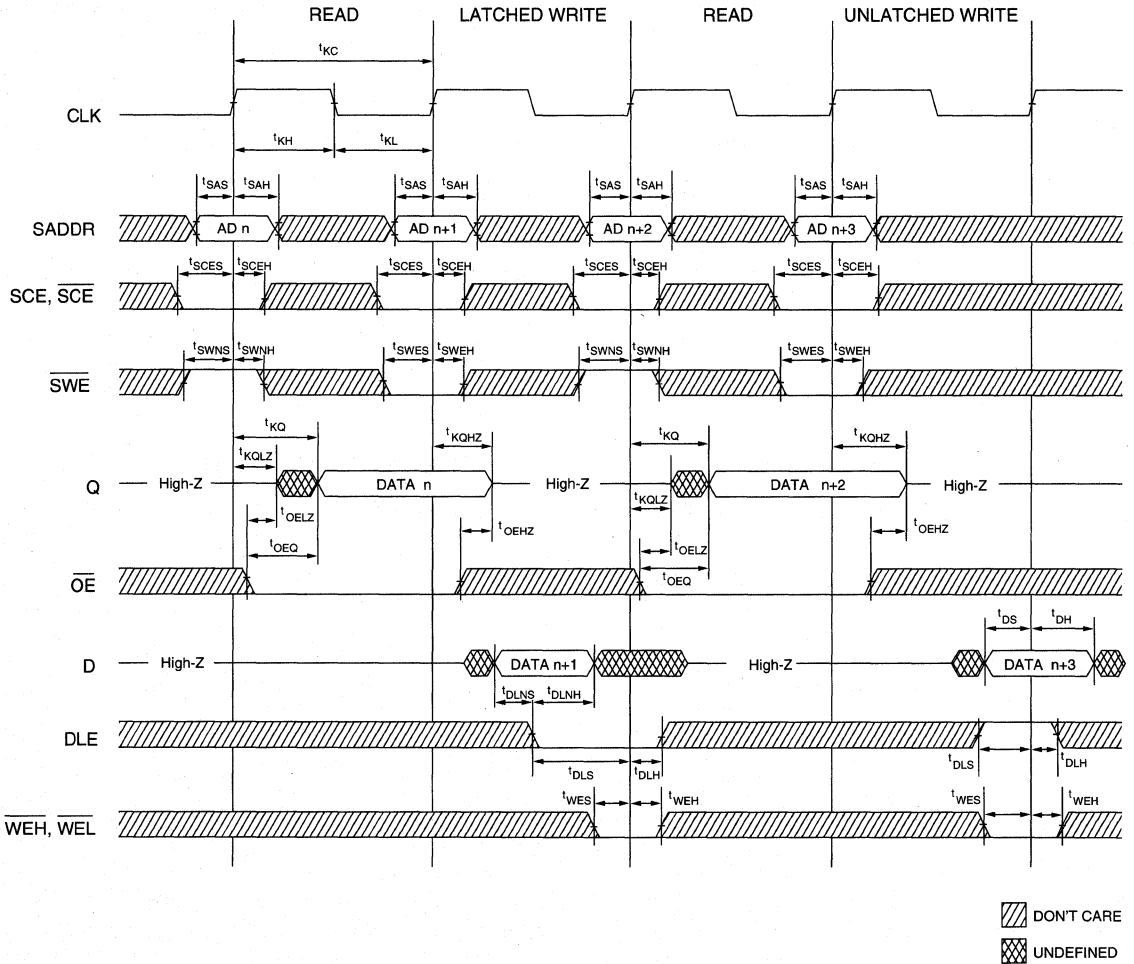 READ LATCHED WRITE READ UNLATCHED WRITE
tKC
CLK
tKH tKL
tSAS tSAH tSAS tSAH tSAS tSAH tSAS tSAH
SADDR AD n AD n+1 AD n+2 AD n+3
tSCES tSCEH tSCES tSCEH tSCES tSCEH tSCES tSCEH
SCE, SCE
tSWNS tSWNH tSWES tSWEH tSWNS tSWNH tSWES tSWEH
SWE
tKQ tKQHZ tKQ tKQHZ
tKQLZ
Q High-Z DATA n High-Z DATA n+2 High-Z
tKQLZ
tOELZ tOEHZ tOELZ tOEHZ
tOEQ tOEQ
OE
tDS tDH
D High-Z DATA n+1 High-Z DATA n+3
tDLNS tDLNH
DLE
tDLS tDLH tDLS tDLH
tWES tWEH tWES tWEH
WEH, WEL
DON'T CARE
UNDEFINED